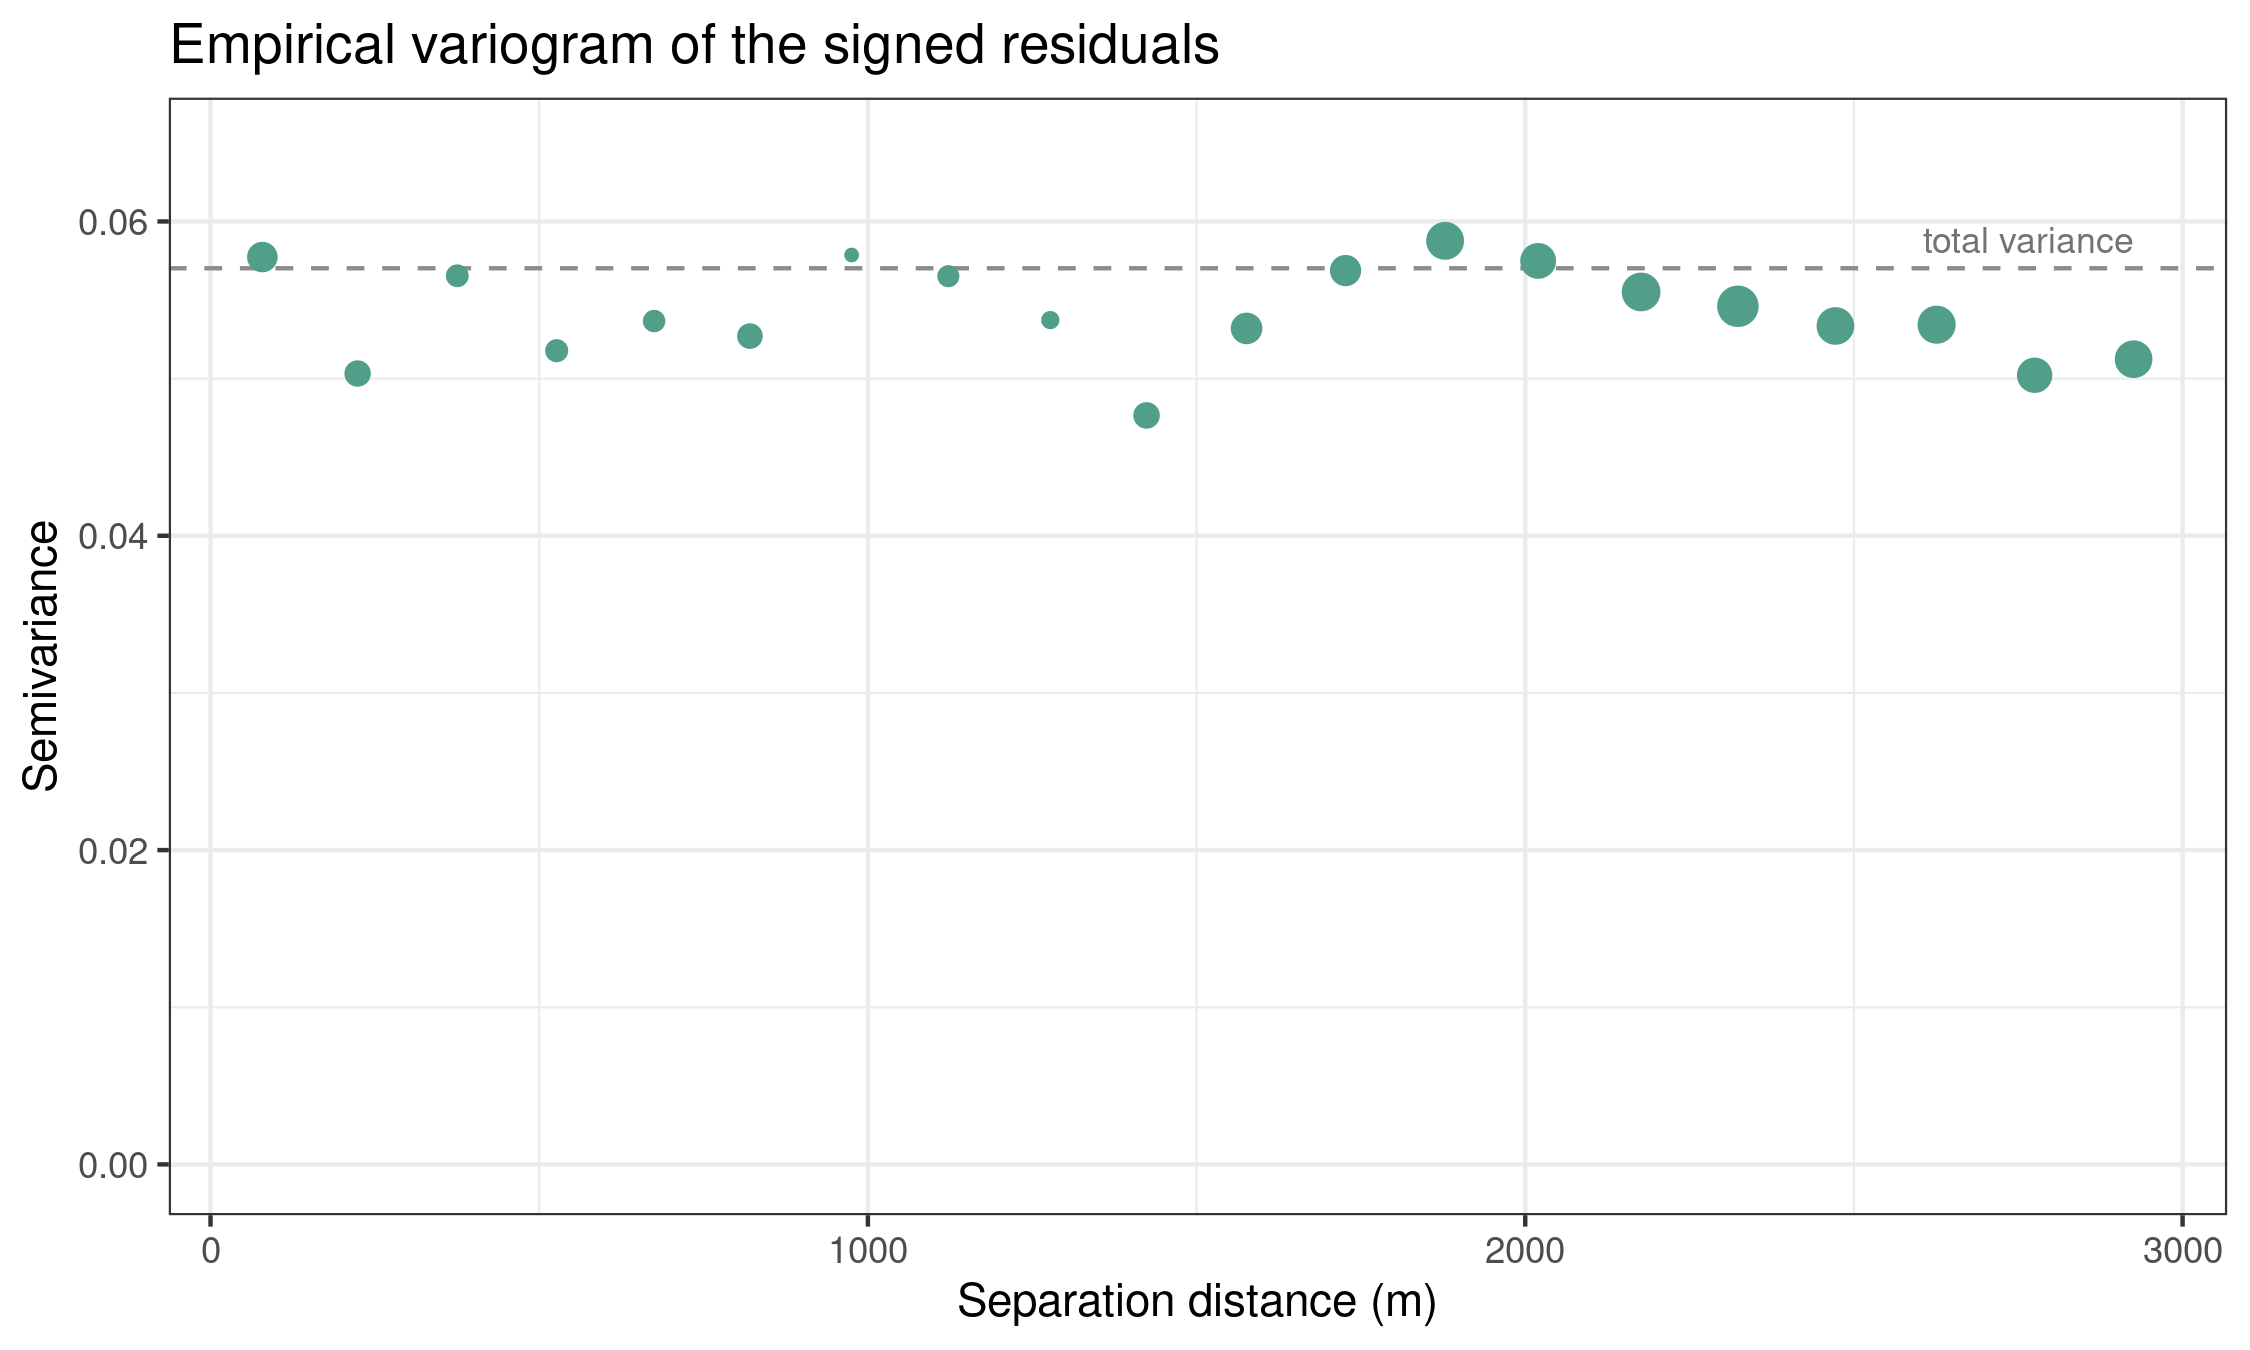 Empirical variogram of the signed residuals
total variance
Semivariance
0.06
0.04
0.02
0.00
0 1000 2000 3000
Separation distance (m)